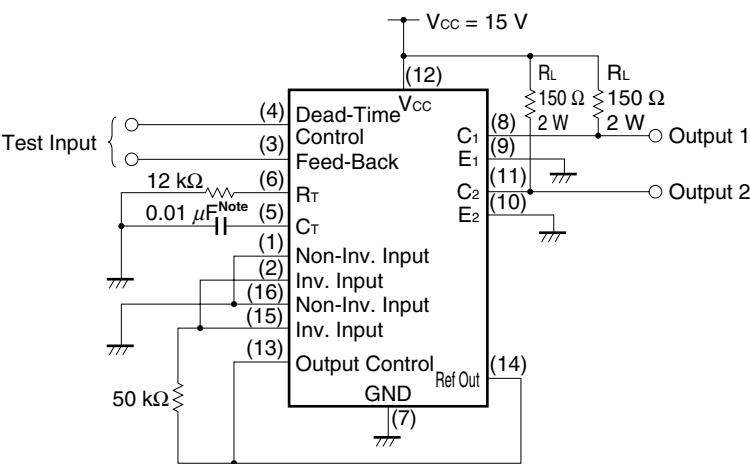 VCC = 15 V
(12)
VCC
RL
150 Ω
2 W
RL
150 Ω
2 W
Test Input
(4)
Dead-Time
Control
(3)
Feed-Back
12 kΩ
(6)
RT
0.01 μF Note
(5)
CT
(1)
Non-Inv. Input
(2)
Inv. Input
(16)
Non-Inv. Input
(15)
Inv. Input
(13)
Output Control
50 kΩ
C1
(8)
Output 1
E1
(9)
C2
(11)
Output 2
E2
(10)
Ref Out
(14)
GND
(7)